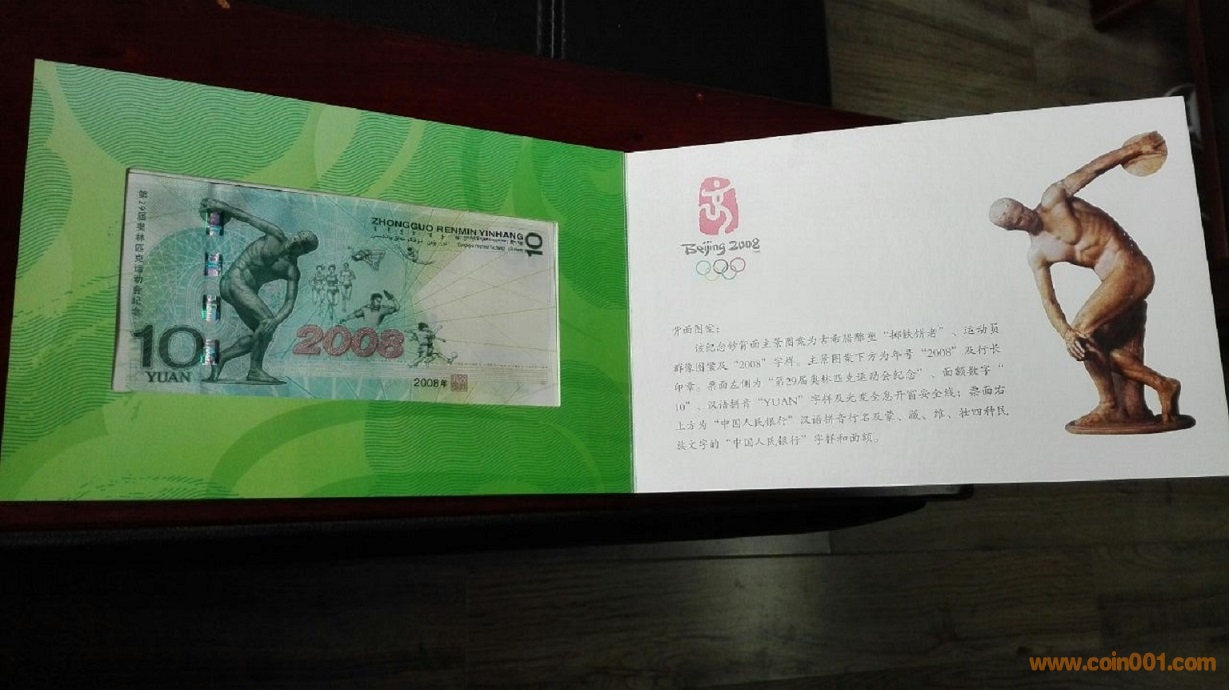 第29届奥林匹克运动会纪念
ZHONGGUO RENMIN YINHANG
10
10
YUAN
2008
2008年
Beijing 2008
背面图案:
该纪念钞背面主景图案为古希腊雕塑“掷铁饼者”、运动员
群像图案及“2008”字样。主景图案下方为年号“2008”及行长
印章。票面左侧为“第29届奥林匹克运动会纪念”、面额数字“
10”、汉语拼音“YUAN”字样及光变全息开窗安全线;票面右
上方为“中国人民银行”汉语拼音行名及蒙、藏、维、壮四种民
族文字的“中国人民银行”字样和面额。
www.coin001.com